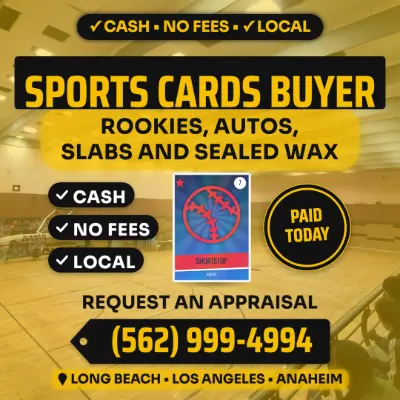 ✓ CASH ▪ NO FEES ▪ ✓ LOCAL
SPORTS CARDS BUYER
ROOKIES, AUTOS,
SLABS AND SEALED WAX
✓ CASH
✓ NO FEES
✓ LOCAL
7
SHORTSTOP
PAID
TODAY
REQUEST AN APPRAISAL
(562) 999-4994
LONG BEACH ▪ LOS ANGELES ▪ ANAHEIM